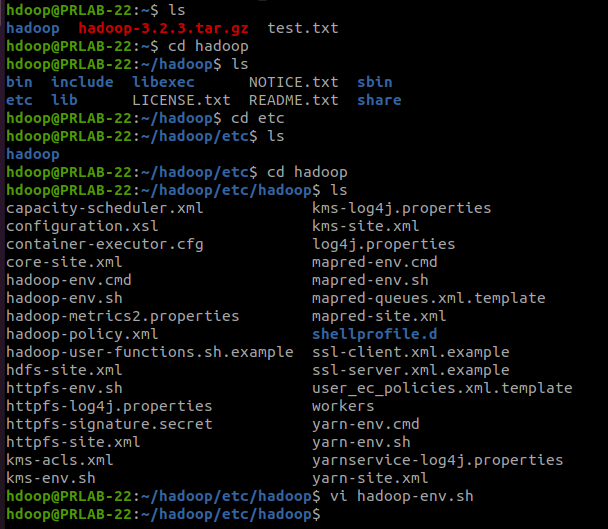 hdoop@PRLAB-22:~$ ls
hadoop  hadoop-3.2.3.tar.gz  test.txt
hdoop@PRLAB-22:~$ cd hadoop
hdoop@PRLAB-22:~/hadoop$ ls
bin  include  libexec      NOTICE.txt  sbin
etc  lib      LICENSE.txt  README.txt  share
hdoop@PRLAB-22:~/hadoop$ cd etc
hdoop@PRLAB-22:~/hadoop/etc$ ls
hadoop
hdoop@PRLAB-22:~/hadoop/etc$ cd hadoop
hdoop@PRLAB-22:~/hadoop/etc/hadoop$ ls
capacity-scheduler.xml            kms-log4j.properties
configuration.xsl                 kms-site.xml
container-executor.cfg            log4j.properties
core-site.xml                     mapred-env.cmd
hadoop-env.cmd                    mapred-env.sh
hadoop-env.sh                     mapred-queues.xml.template
hadoop-metrics2.properties        mapred-site.xml
hadoop-policy.xml                 shellprofile.d
hadoop-user-functions.sh.example  ssl-client.xml.example
hdfs-site.xml                     ssl-server.xml.example
httpfs-env.sh                     user_ec_policies.xml.template
httpfs-log4j.properties           workers
httpfs-signature.secret           yarn-env.cmd
httpfs-site.xml                   yarn-env.sh
kms-acls.xml                      yarnservice-log4j.properties
kms-env.sh                        yarn-site.xml
hdoop@PRLAB-22:~/hadoop/etc/hadoop$ vi hadoop-env.sh
hdoop@PRLAB-22:~/hadoop/etc/hadoop$